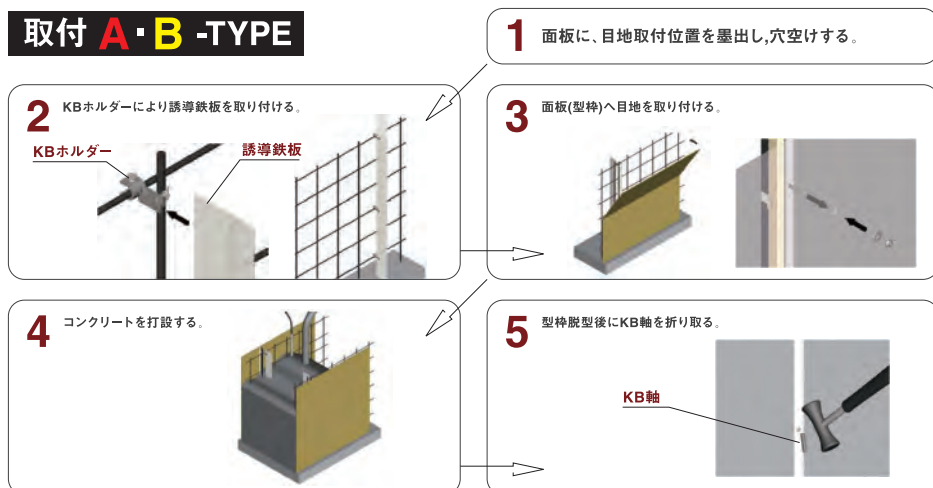 取付 A・B -TYPE
1 面板に、目地取付位置を墨出し,穴空けする。
2 KBホルダーにより誘導鉄板を取り付ける。
KBホルダー
誘導鉄板
3 面板(型枠)へ目地を取り付ける。
4 コンクリートを打設する。
5 型枠脱型後にKB軸を折り取る。
KB軸